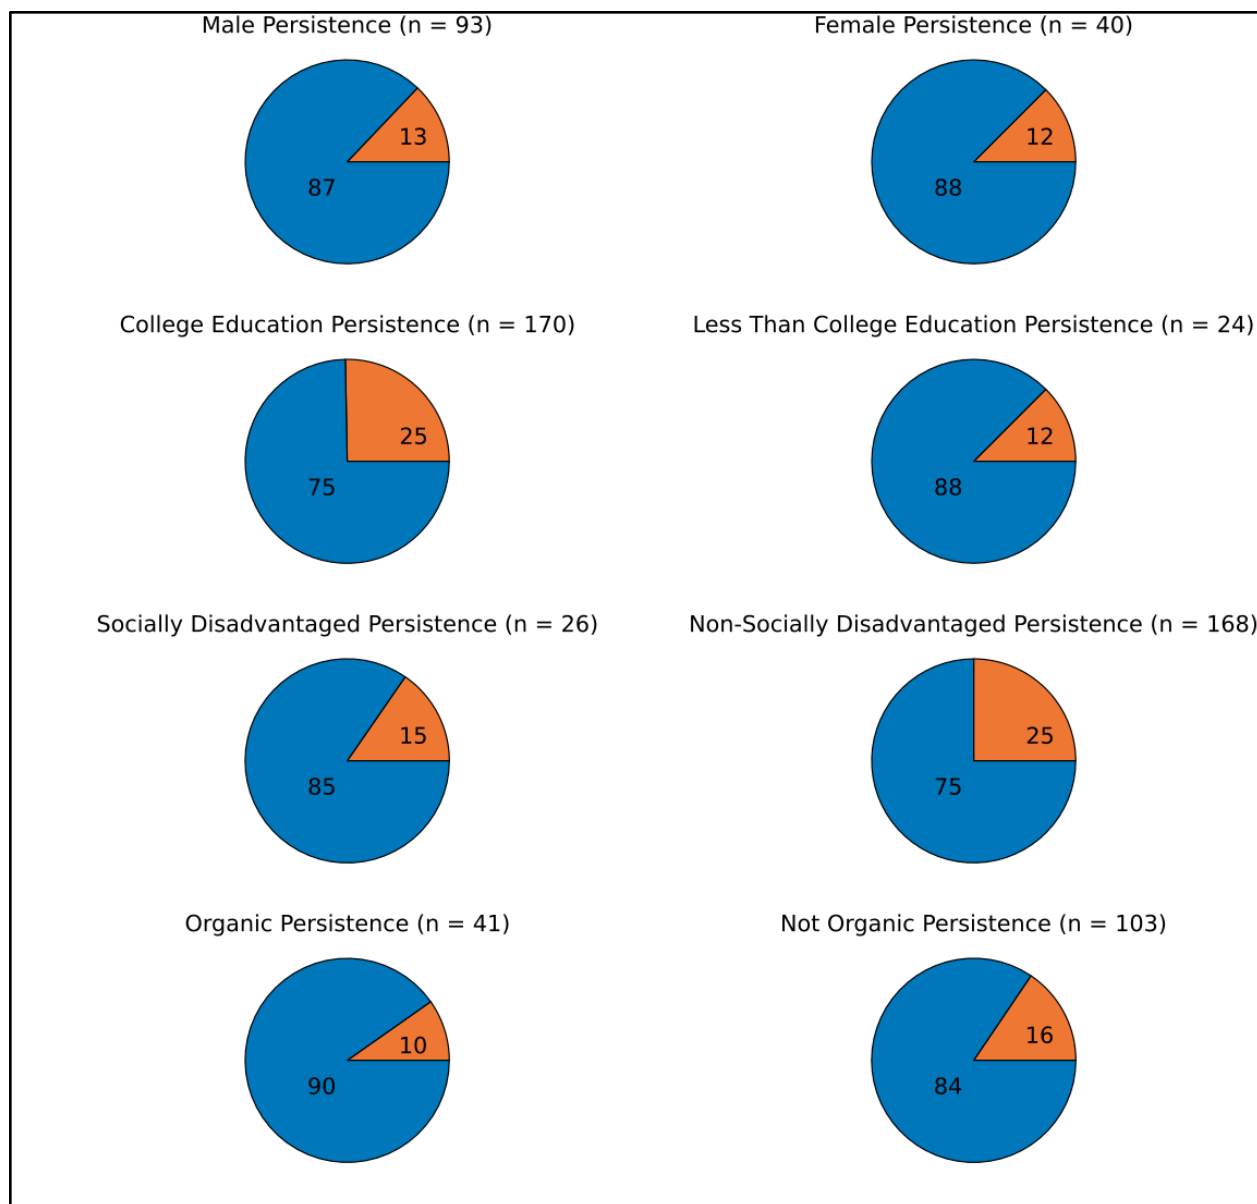 Male Persistence (n = 93)
Female Persistence (n = 40)
13
87
12
88
College Education Persistence (n = 170)
Less Than College Education Persistence (n = 24)
25
75
12
88
Socially Disadvantaged Persistence (n = 26)
Non-Socially Disadvantaged Persistence (n = 168)
15
85
25
75
Organic Persistence (n = 41)
Not Organic Persistence (n = 103)
10
90
16
84